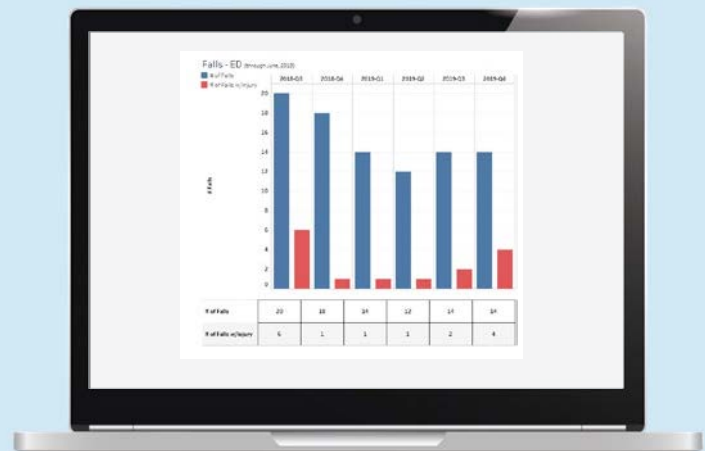 Falls - ED (through June, 2019)
# of Falls
# of Falls w/Injury
2018-Q3 2018-Q4 2019-Q1 2019-Q2 2019-Q3 2019-Q4
20
18
16
14
12
10
8
6
4
2
0
# Falls
# of Falls 20 18 14 12 14 14
# of Falls w/Injury 6 1 1 1 2 4